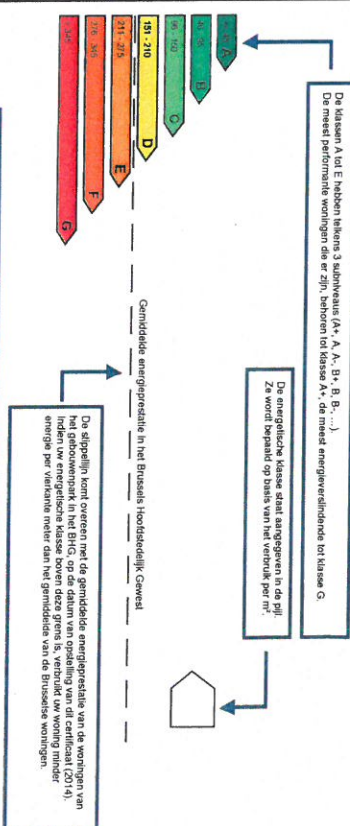 De klassen A tot E hebben telkens 3 subniveaus (A+, A, A-, B+, B, B-, ...).
De meest performante woningen die er zijn, behoren tot klasse A+, de meest energieverslindende tot klasse G.
De energetische klasse staat aangegeven in de pijl.
Ze wordt bepaald op basis van het verbruik per m².
A
B
C
151 - 210 D
211 - 275 E
276 - 345 F
G
Gemiddelde energieprestatie in het Brussels Hoofdstedelijk Gewest
De stippellijn komt overeen met de gemiddelde energieprestatie van de woningen van
het gebouwenpark in het BHG, op de datum van opstelling van dit certificaat (2014).
Indien uw energetische klasse boven deze grens is, verbruikt uw woning minder
energie per vierkante meter dan het gemiddelde van de Brusselse woningen.